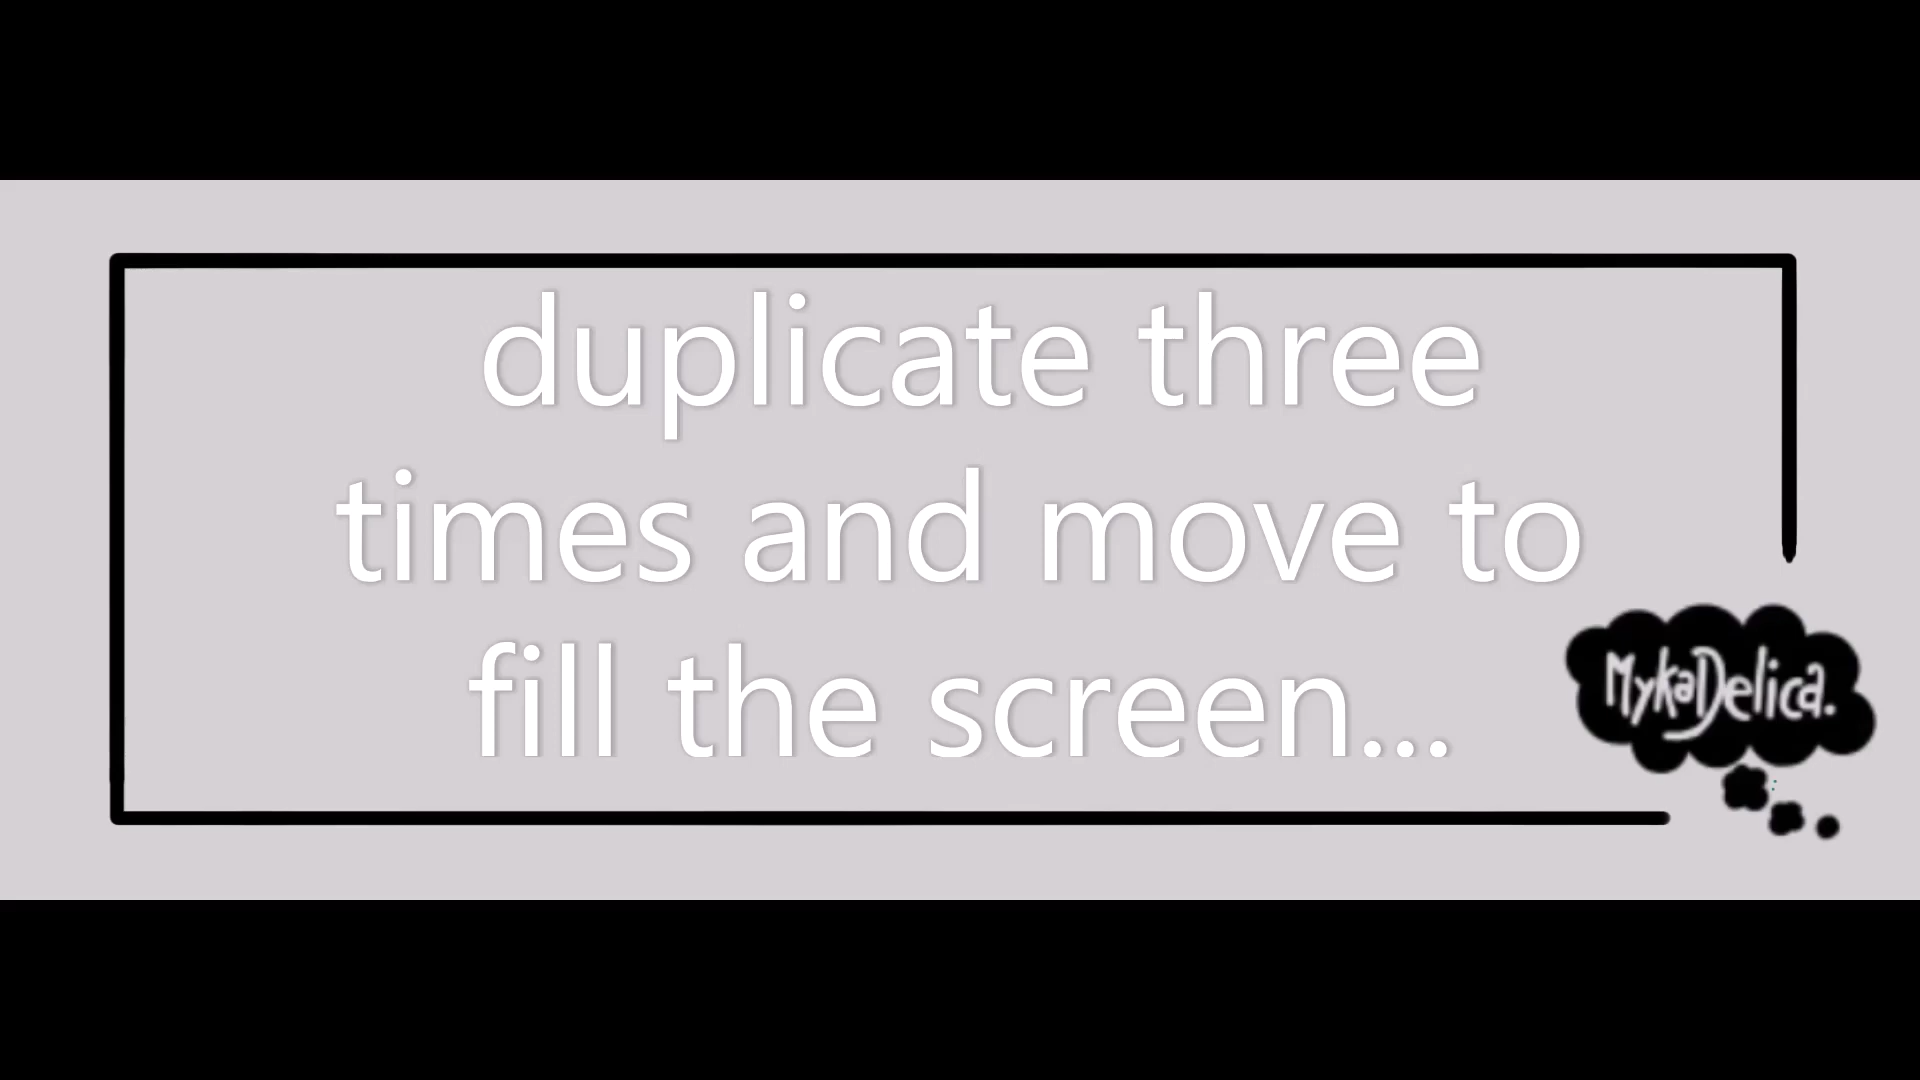 duplicate three
times and move to
fill the screen...
MykaDelica.